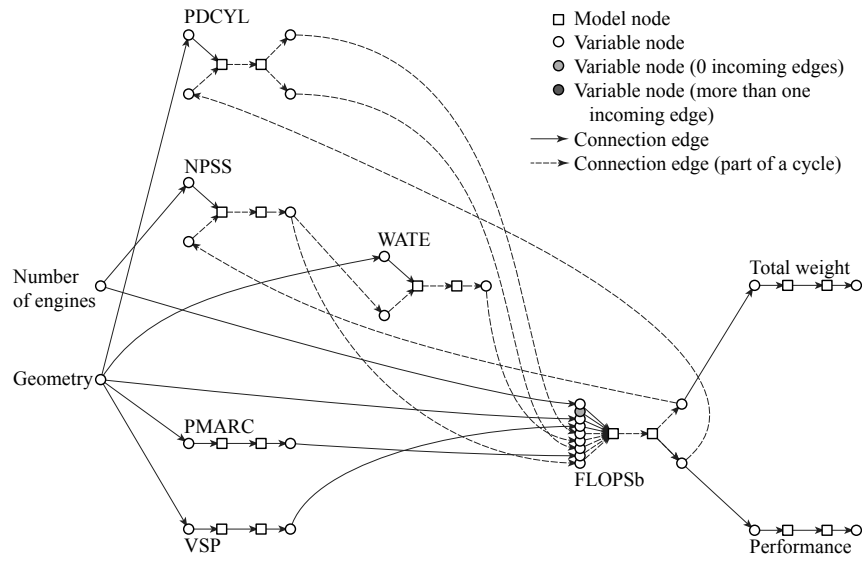 PDCYL
Model node
Variable node
Variable node (0 incoming edges)
Variable node (more than one
incoming edge)
Connection edge
Connection edge (part of a cycle)
NPSS
WATE
Number
of engines
Total weight
Geometry
PMARC
FLOPSb
VSP
Performance